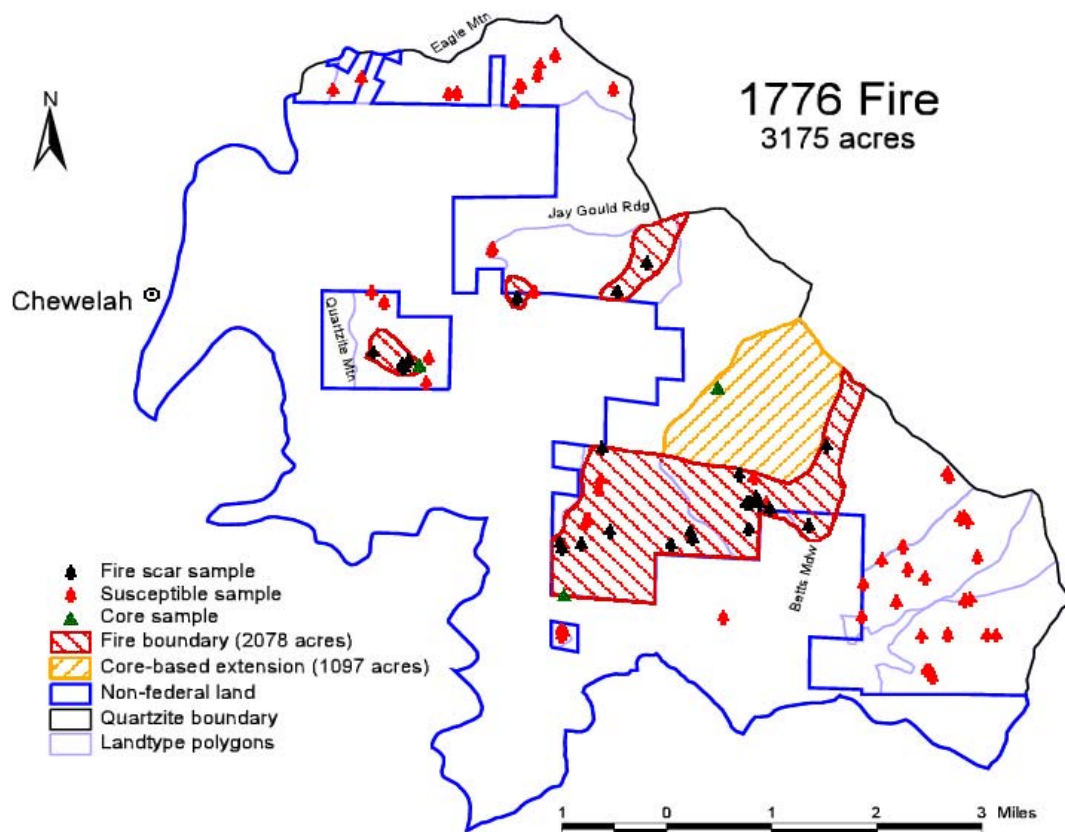 Eagle Mtn
N
1776 Fire
3175 acres
Jay Gould Rdg
Chewelah
Quartzite Mtn
Betts Mdw
Fire scar sample
Susceptible sample
Core sample
Fire boundary (2078 acres)
Core-based extension (1097 acres)
Non-federal land
Quartzite boundary
Landtype polygons
1 0 1 2 3 Miles